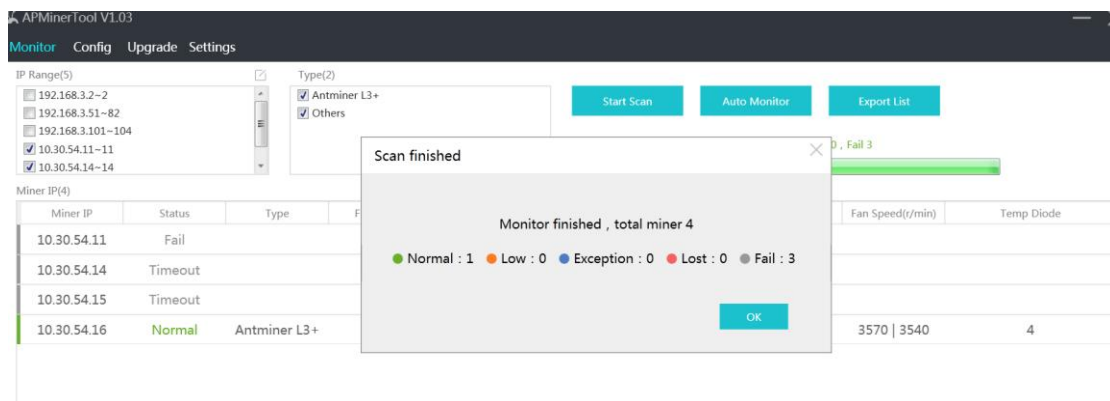 APMinerTool V1.03
Monitor Config Upgrade Settings
IP Range(5)
Type(2)
192.168.3.2~2
192.168.3.51~82
192.168.3.101~104
10.30.54.11~11
10.30.54.14~14
Antminer L3+
Others
Start Scan Auto Monitor Export List
, Fail 3
Scan finished
Monitor finished , total miner 4
Normal : 1 Low : 0 Exception : 0 Lost : 0 Fail : 3
OK
Miner IP(4)
Miner IP Status Type Fan Speed(r/min) Temp Diode
10.30.54.11 Fail
10.30.54.14 Timeout
10.30.54.15 Timeout
10.30.54.16 Normal Antminer L3+ 3570 | 3540 4